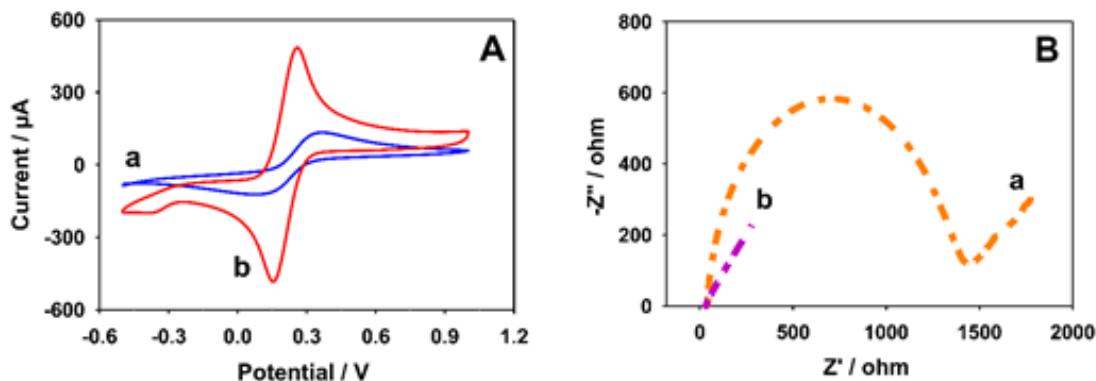 A
600
300
0
-300
-600
Current / µA
a
b
-0.6
-0.3
0.0
0.3
0.6
0.9
1.2
Potential / V
B
800
600
400
200
0
-Z" / ohm
a
b
0
500
1000
1500
2000
Z' / ohm